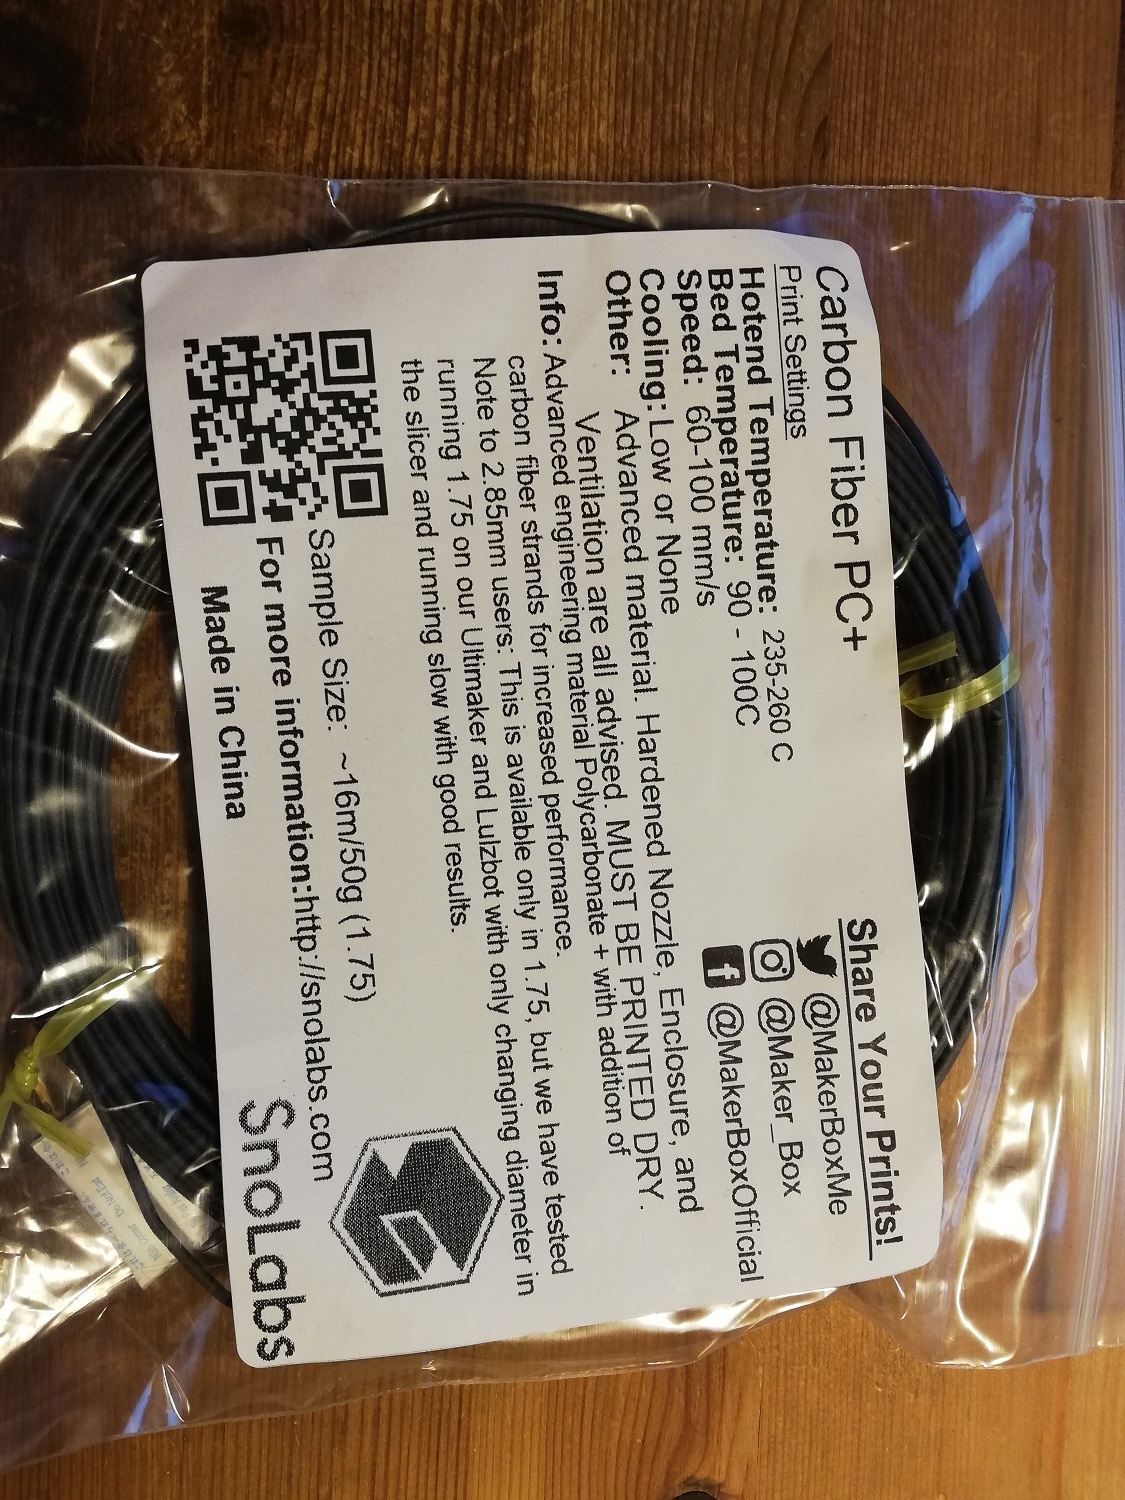 Carbon Fiber PC+
Print Settings
Hotend Temperature: 235-260 C
Bed Temperature: 90 - 100C
Speed: 60-100 mm/s
Cooling: Low or None
Other: Advanced material. Hardened Nozzle, Enclosure, and
Ventilation are all advised. MUST BE PRINTED DRY.
Info: Advanced engineering material Polycarbonate + with addition of
carbon fiber strands for increased performance.
Note to 2.85mm users: This is available only in 1.75, but we have tested
running 1.75 on our Ultimaker and Lulzbot with only changing diameter in
the slicer and running slow with good results.
Share Your Prints!
@MakerBoxMe
@Maker_Box
@MakerBoxOfficial
Sample Size: ~16m/50g (1.75)
For more information:http://snolabs.com
Made in China
SnoLabs